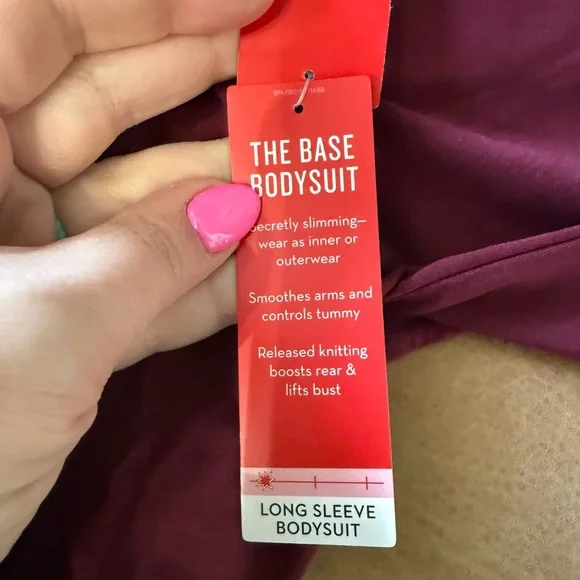 THE BASE
BODYSUIT
secretly slimming—
wear as inner or
outerwear
Smoothes arms and
controls tummy
Released knitting
boosts rear &
lifts bust
LONG SLEEVE
BODYSUIT